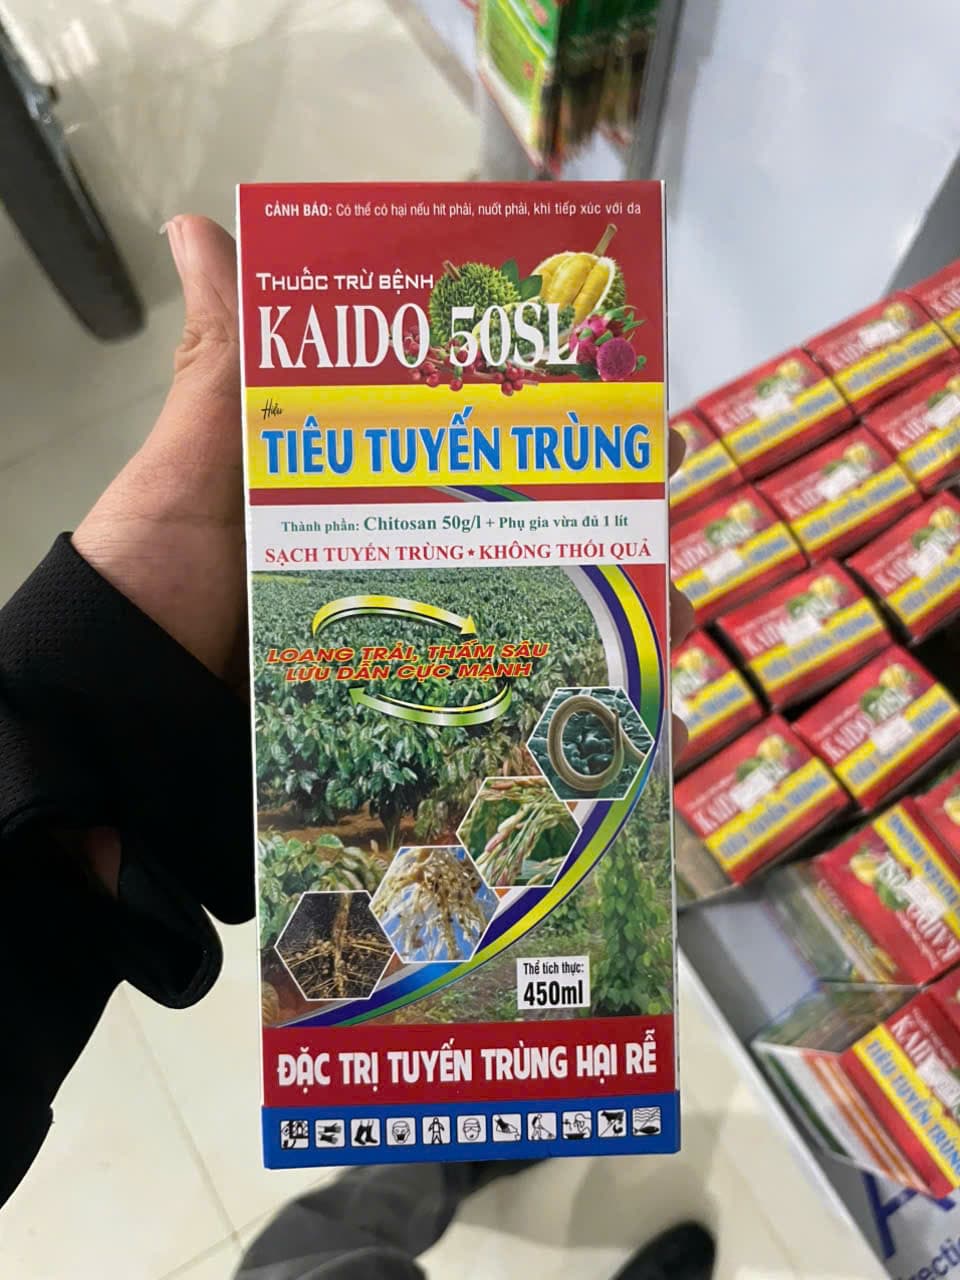 CẢNH BÁO: Có thể có hại nếu hít phải, nuốt phải, khi tiếp xúc với da
THUỐC TRỪ BỆNH
KAIDO 50SL
Hiệu
TIÊU TUYẾN TRÙNG
Thành phần: Chitosan 50g/l + Phụ gia vừa đủ 1 lít
SẠCH TUYẾN TRÙNG ★ KHÔNG THỐI QUẢ
LOANG TRẢI, THẤM SÂU
LƯU DẪN CỰC MẠNH
Thể tích thực:
450ml
ĐẶC TRỊ TUYẾN TRÙNG HẠI RỄ